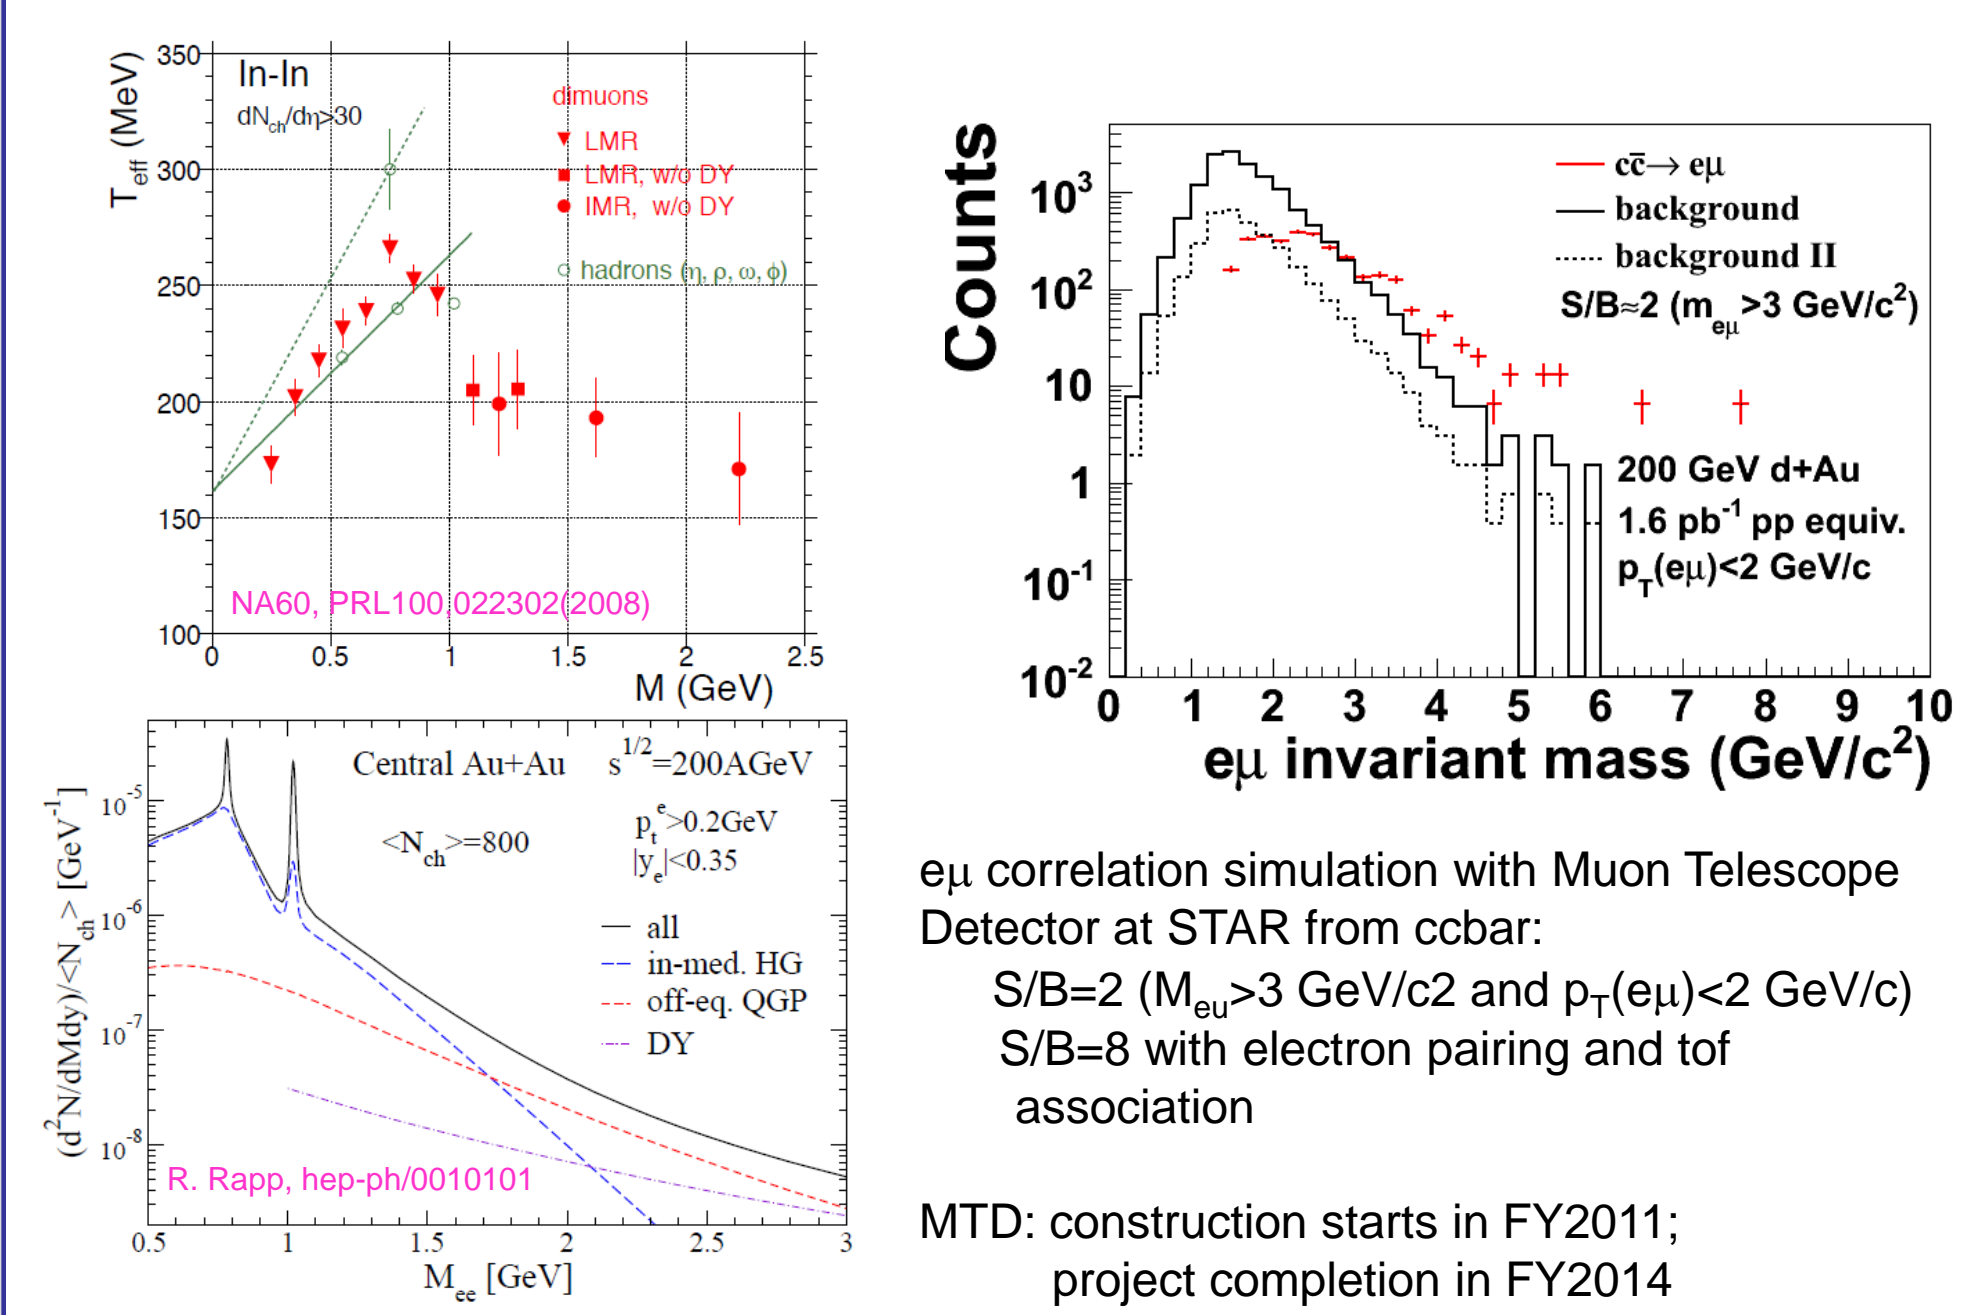 350
300
250
200
150
100
T_eff (MeV)
In-In
dN_ch/dη>30
dimuons
LMR
LMR, w/o DY
IMR, w/o DY
hadrons (η, ρ, ω, φ)
NA60, PRL100,022302(2008)
0 0.5 1 1.5 2 2.5
M (GeV)
Counts
10^3
10^2
10
1
10^-1
10^-2
cc̄→ eμ
background
background II
S/B≈2 (m_eμ >3 GeV/c^2)
200 GeV d+Au
1.6 pb^-1 pp equiv.
p_T(eμ)<2 GeV/c
0 1 2 3 4 5 6 7 8 9 10
eμ invariant mass (GeV/c^2)
(d^2N/dMdy)/<N_ch> [GeV^-1]
10^-5
10^-6
10^-7
10^-8
Central Au+Au s^1/2=200AGeV
<N_ch>=800
p_t^e>0.2GeV
|y_e|<0.35
all
in-med. HG
off-eq. QGP
DY
R. Rapp, hep-ph/0010101
0.5 1 1.5 2 2.5 3
M_ee [GeV]
eμ correlation simulation with Muon Telescope
Detector at STAR from ccbar:
S/B=2 (M_eu>3 GeV/c2 and p_T(eμ)<2 GeV/c)
S/B=8 with electron pairing and tof
association
MTD: construction starts in FY2011;
project completion in FY2014